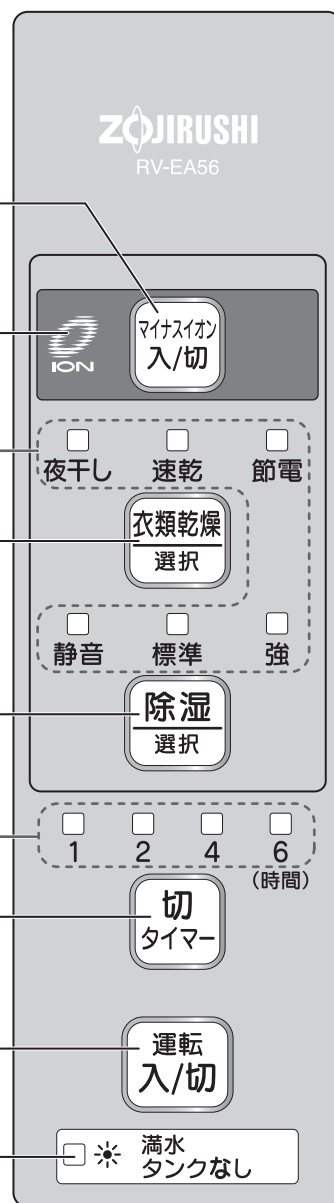 ZOJIRUSHI
RV-EA56
ION
マイナスイオン
入/切
夜干し 速乾 節電
衣類乾燥
選択
静音 標準 強
除湿
選択
1 2 4 6
(時間)
切
タイマー
運転
入/切
満水
タンクなし